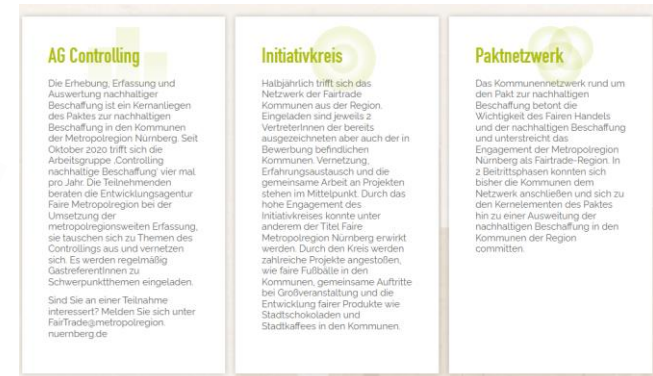 AG Controlling
Die Erhebung, Erfassung und
Auswertung nachhaltiger
Beschaffung ist ein Kernanliegen
des Paktes zur nachhaltigen
Beschaffung in den Kommunen
der Metropolregion Nürnberg. Seit
Oktober 2020 trifft sich die
Arbeitsgruppe ‚Controlling
nachhaltige Beschaffung' vier mal
pro Jahr. Die Teilnehmenden
beraten die Entwicklungsagentur
Faire Metropolregion bei der
Umsetzung der
metropolregionsweiten Erfassung,
sie tauschen sich zu Themen des
Controllings aus und vernetzen
sich. Es werden regelmäßig
GastreferentInnen zu
Schwerpunktthemen eingeladen.
Sind Sie an einer Teilnahme
interessert? Melden Sie sich unter
FairTrade@metropolregion.
nuernberg.de
Initiativkreis
Halbjährlich trifft sich das
Netzwerk der Fairtrade
Kommunen aus der Region.
Eingeladen sind jeweils 2
VertreterInnen der bereits
ausgezeichneten aber auch der in
Bewerbung befindlichen
Kommunen. Vernetzung,
Erfahrungsaustausch und die
gemeinsame Arbeit an Projekten
stehen im Mittelpunkt. Durch das
hohe Engagement des
Initiativkreises konnte unter
anderem der Titel Faire
Metropolregion Nürnberg erwirkt
werden. Durch den Kreis werden
zahlreiche Projekte angestoßen,
wie faire Fußbälle in den
Kommunen, gemeinsame Auftritte
bei Großveranstaltung und die
Entwicklung fairer Produkte wie
Stadtschokoladen und
Stadtkaffees in den Kommunen.
Paktnetzwerk
Das Kommunennetzwerk rund um
den Pakt zur nachhaltigen
Beschaffung betont die
Wichtigkeit des Fairen Handels
und der nachhaltigen Beschaffung
und unterstreicht das
Engagement der Metropolregion
Nürnberg als Fairtrade-Region. In
2 Beitrittsphasen konnten sich
bisher die Kommunen dem
Netzwerk anschließen und sich zu
den Kernelementen des Paktes
hin zu einer Ausweitung der
nachhaltigen Beschaffung in den
Kommunen der Region
committen.